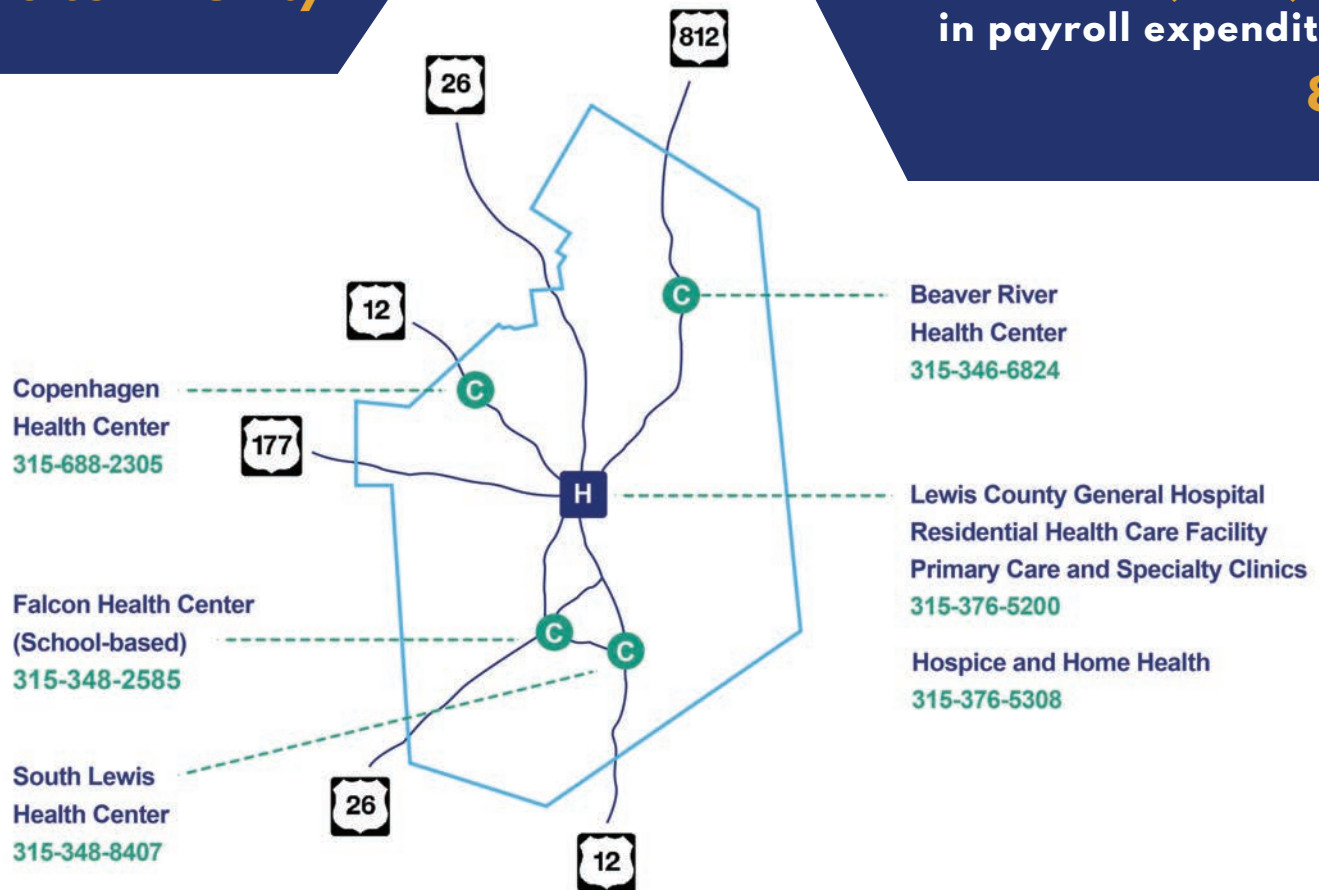 in payroll expendit
8
812
26
12
177
Copenhagen
Health Center
315-688-2305
C
C
Beaver River
Health Center
315-346-6824
H
Lewis County General Hospital
Residential Health Care Facility
Primary Care and Specialty Clinics
315-376-5200
Hospice and Home Health
315-376-5308
Falcon Health Center
(School-based)
315-348-2585
C
C
South Lewis
Health Center
315-348-8407
26
12